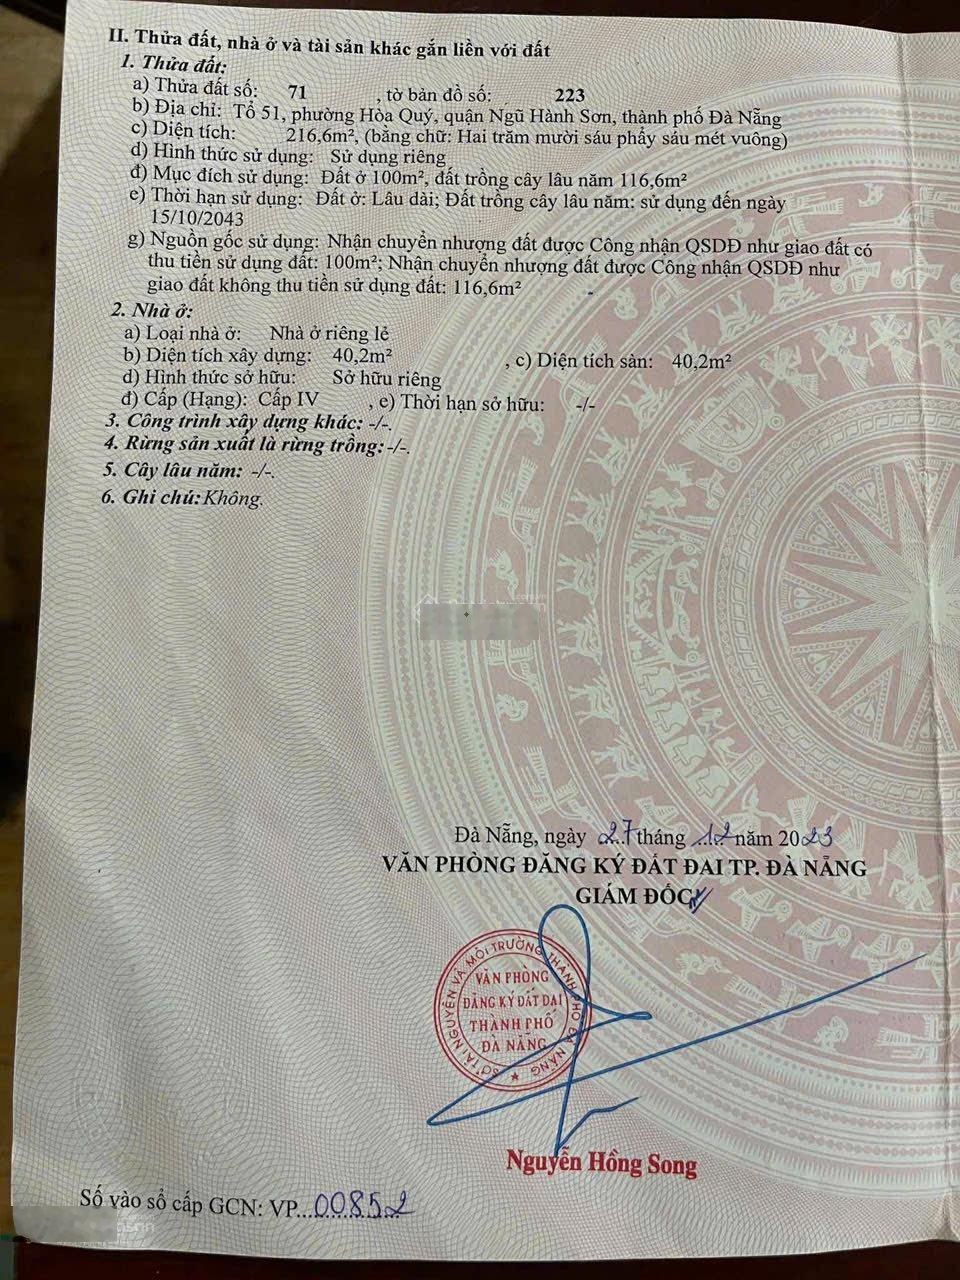 II. Thửa đất, nhà ở và tài sản khác gắn liền với đất
1. Thửa đất:
a) Thửa đất số: 71 , tờ bản đồ số: 223
b) Địa chỉ: Tổ 51, phường Hòa Quý, quận Ngũ Hành Sơn, thành phố Đà Nẵng
c) Diện tích: 216,6m², (bằng chữ: Hai trăm mười sáu phẩy sáu mét vuông)
d) Hình thức sử dụng: Sử dụng riêng
đ) Mục đích sử dụng: Đất ở 100m², đất trồng cây lâu năm 116,6m²
e) Thời hạn sử dụng: Đất ở: Lâu dài; Đất trồng cây lâu năm: sử dụng đến ngày
15/10/2043
g) Nguồn gốc sử dụng: Nhận chuyển nhượng đất được Công nhận QSDĐ như giao đất có
thu tiền sử dụng đất: 100m²; Nhận chuyển nhượng đất được Công nhận QSDĐ như
giao đất không thu tiền sử dụng đất: 116,6m²
2. Nhà ở:
a) Loại nhà ở: Nhà ở riêng lẻ
b) Diện tích xây dựng: 40,2m² , c) Diện tích sàn: 40,2m²
d) Hình thức sở hữu: Sở hữu riêng
đ) Cấp (Hạng): Cấp IV , e) Thời hạn sở hữu: -/-
3. Công trình xây dựng khác: -/-.
4. Rừng sản xuất là rừng trồng: -/-.
5. Cây lâu năm: -/-.
6. Ghi chú: Không.
Đà Nẵng, ngày 27 tháng 12 năm 2023
VĂN PHÒNG ĐĂNG KÝ ĐẤT ĐAI TP. ĐÀ NẴNG
GIÁM ĐỐC
SỞ TÀI NGUYÊN VÀ MÔI TRƯỜNG THÀNH PHỐ ĐÀ NẴNG
VĂN PHÒNG
ĐĂNG KÝ ĐẤT ĐAI
THÀNH PHỐ
ĐÀ NẴNG
Nguyễn Hồng Song
Số vào sổ cấp GCN: VP...00852